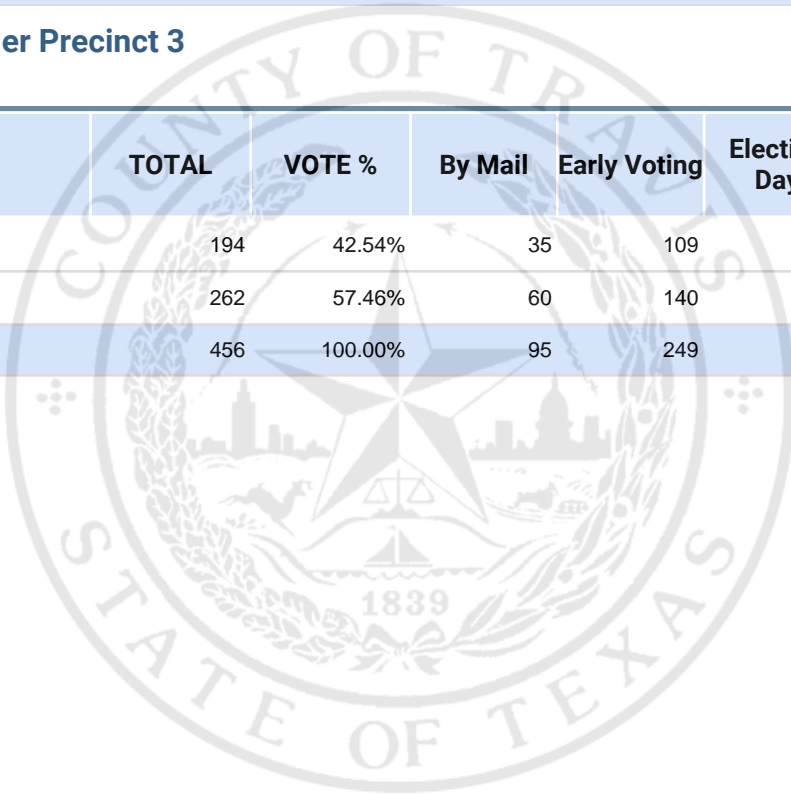 er Precinct 3
TOTAL VOTE % By Mail Early Voting Electi
Day
194 42.54% 35 109
262 57.46% 60 140
456 100.00% 95 249
COUNTY OF TRAVIS
1839
STATE OF TEXAS